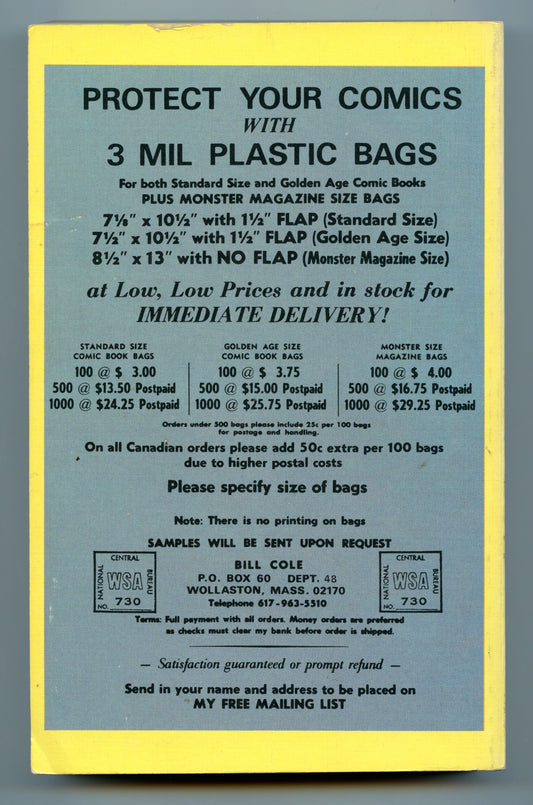 PROTECT YOUR COMICS
WITH
3 MIL PLASTIC BAGS
For both Standard Size and Golden Age Comic Books
PLUS MONSTER MAGAZINE SIZE BAGS
7⅛" x 10½" with 1½" FLAP (Standard Size)
7½" x 10½" with 1½" FLAP (Golden Age Size)
8½" x 13" with NO FLAP (Monster Magazine Size)
at Low, Low Prices and in stock for
IMMEDIATE DELIVERY!
STANDARD SIZE
COMIC BOOK BAGS
100 @ $ 3.00
500 @ $13.50 Postpaid
1000 @ $24.25 Postpaid
GOLDEN AGE SIZE
COMIC BOOK BAGS
100 @ $ 3.75
500 @ $15.00 Postpaid
1000 @ $25.75 Postpaid
MONSTER SIZE
MAGAZINE BAGS
100 @ $ 4.00
500 @ $16.75 Postpaid
1000 @ $29.25 Postpaid
Orders under 500 bags please include 25c per 100 bags
for postage and handling.
On all Canadian orders please add 50c extra per 100 bags
due to higher postal costs
Please specify size of bags
Note: There is no printing on bags
SAMPLES WILL BE SENT UPON REQUEST
CENTRAL
NATIONAL
WSA
BUREAU
NO. 730
BILL COLE
P.O. BOX 60 DEPT. 48
WOLLASTON, MASS. 02170
Telephone 617-963-5510
CENTRAL
NATIONAL
WSA
BUREAU
NO. 730
Terms: Full payment with all orders. Money orders are preferred
as checks must clear my bank before order is shipped.
— Satisfaction guaranteed or prompt refund —
Send in your name and address to be placed on
MY FREE MAILING LIST